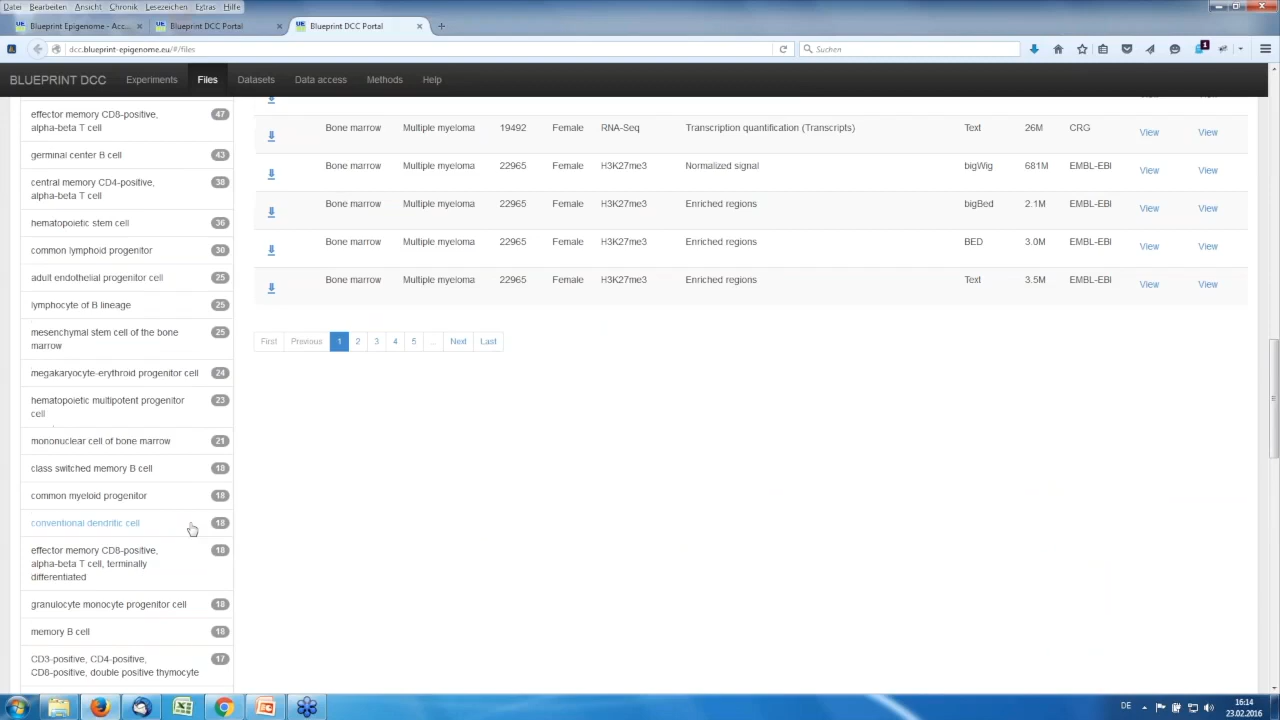 Datei Bearbeiten Ansicht Chronik Lesezeichen Extras Hilfe
Blueprint Epigenome - Acc... × Blueprint DCC Portal × Blueprint DCC Portal × +
dcc.blueprint-epigenome.eu/#/files Suchen 1
BLUEPRINT DCC Experiments Files Datasets Data access Methods Help
effector memory CD8-positive, 47
alpha-beta T cell
germinal center B cell 43
central memory CD4-positive, 38
alpha-beta T cell
hematopoietic stem cell 36
common lymphoid progenitor 30
adult endothelial progenitor cell 25
lymphocyte of B lineage 25
mesenchymal stem cell of the bone 25
marrow
megakaryocyte-erythroid progenitor cell 24
hematopoietic multipotent progenitor 23
cell
mononuclear cell of bone marrow 21
class switched memory B cell 18
common myeloid progenitor 18
conventional dendritic cell 18
effector memory CD8-positive, 18
alpha-beta T cell, terminally
differentiated
granulocyte monocyte progenitor cell 18
memory B cell 18
CD3-positive, CD4-positive, 17
CD8-positive, double positive thymocyte
View View
Bone marrow Multiple myeloma 19492 Female RNA-Seq Transcription quantification (Transcripts) Text 26M CRG View View
Bone marrow Multiple myeloma 22965 Female H3K27me3 Normalized signal bigWig 681M EMBL-EBI View View
Bone marrow Multiple myeloma 22965 Female H3K27me3 Enriched regions bigBed 2.1M EMBL-EBI View View
Bone marrow Multiple myeloma 22965 Female H3K27me3 Enriched regions BED 3.0M EMBL-EBI View View
Bone marrow Multiple myeloma 22965 Female H3K27me3 Enriched regions Text 3.5M EMBL-EBI View View
First Previous 1 2 3 4 5 ... Next Last
DE 16:14
23.02.2016